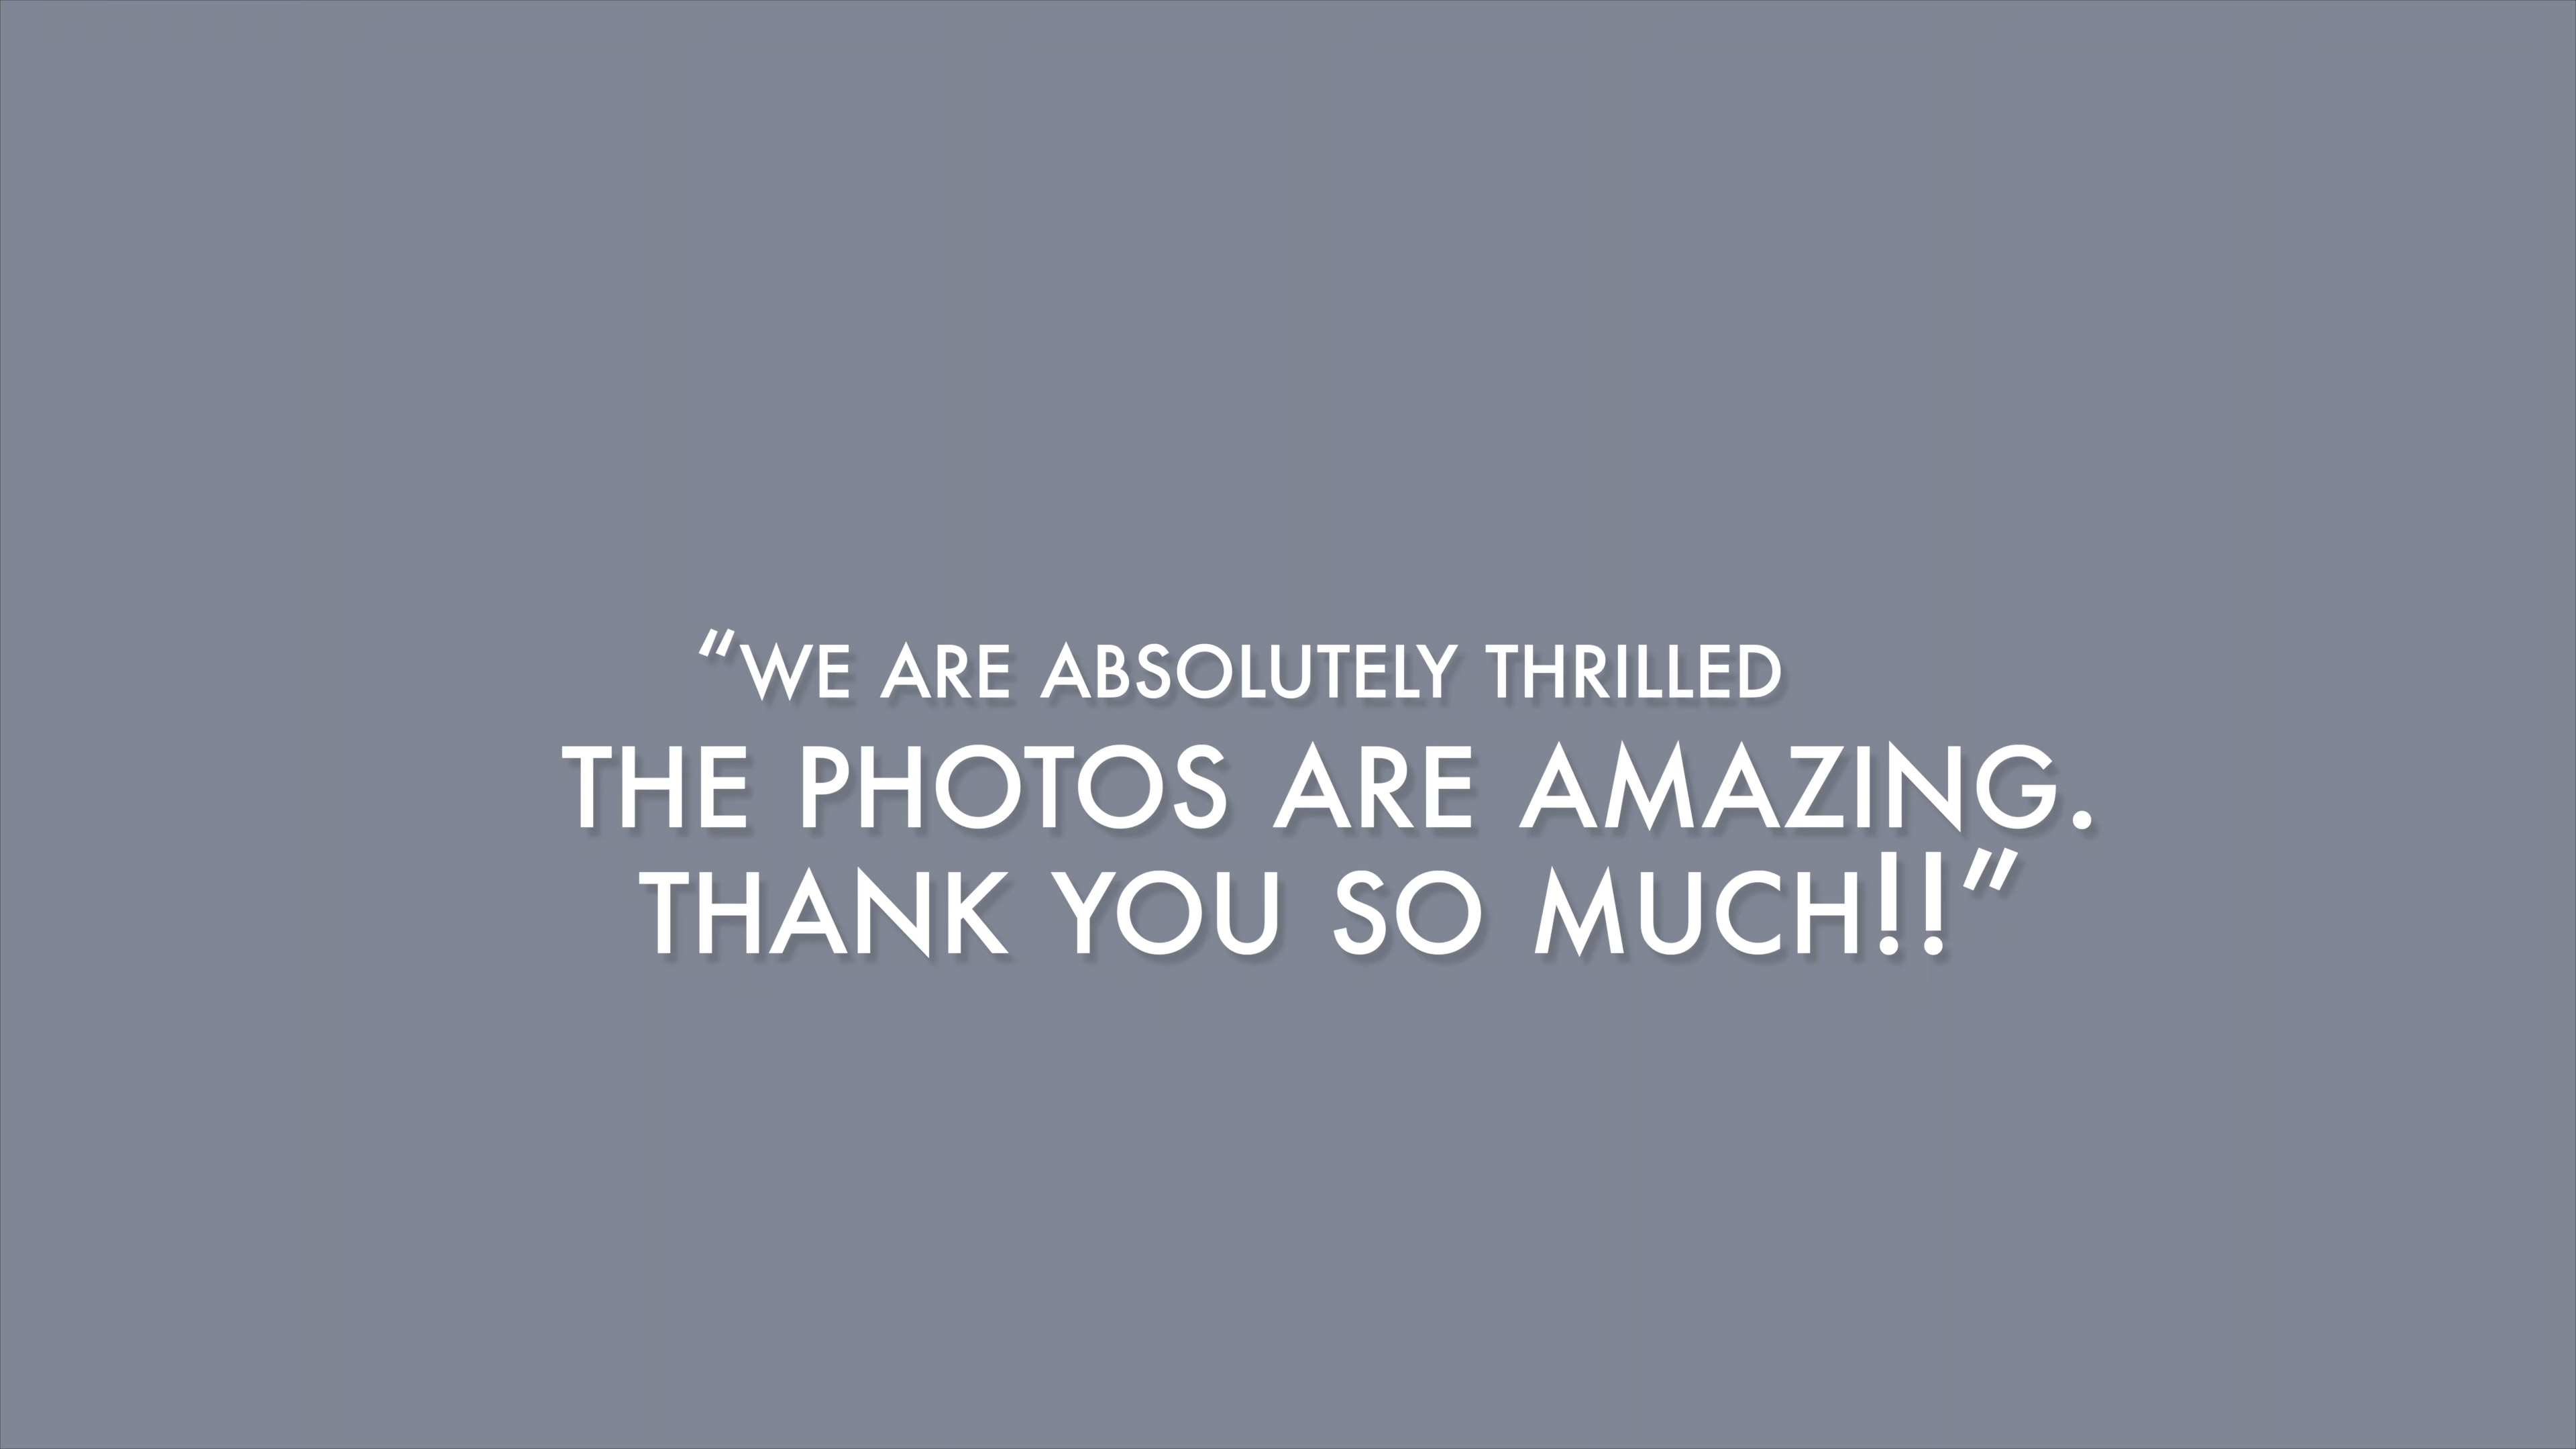 “WE ARE ABSOLUTELY THRILLED
THE PHOTOS ARE AMAZING.
THANK YOU SO MUCH!!”